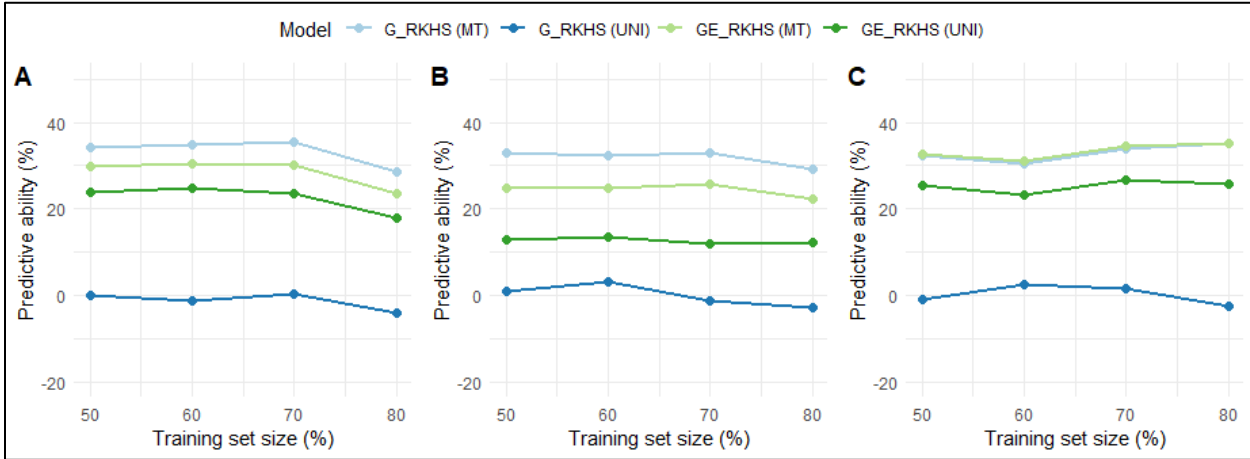 Model G_RKHS (MT) G_RKHS (UNI) GE_RKHS (MT) GE_RKHS (UNI)
A
Predictive ability (%)
40
20
0
-20
50 60 70 80
Training set size (%)
B
Predictive ability (%)
40
20
0
-20
50 60 70 80
Training set size (%)
C
Predictive ability (%)
40
20
0
-20
50 60 70 80
Training set size (%)